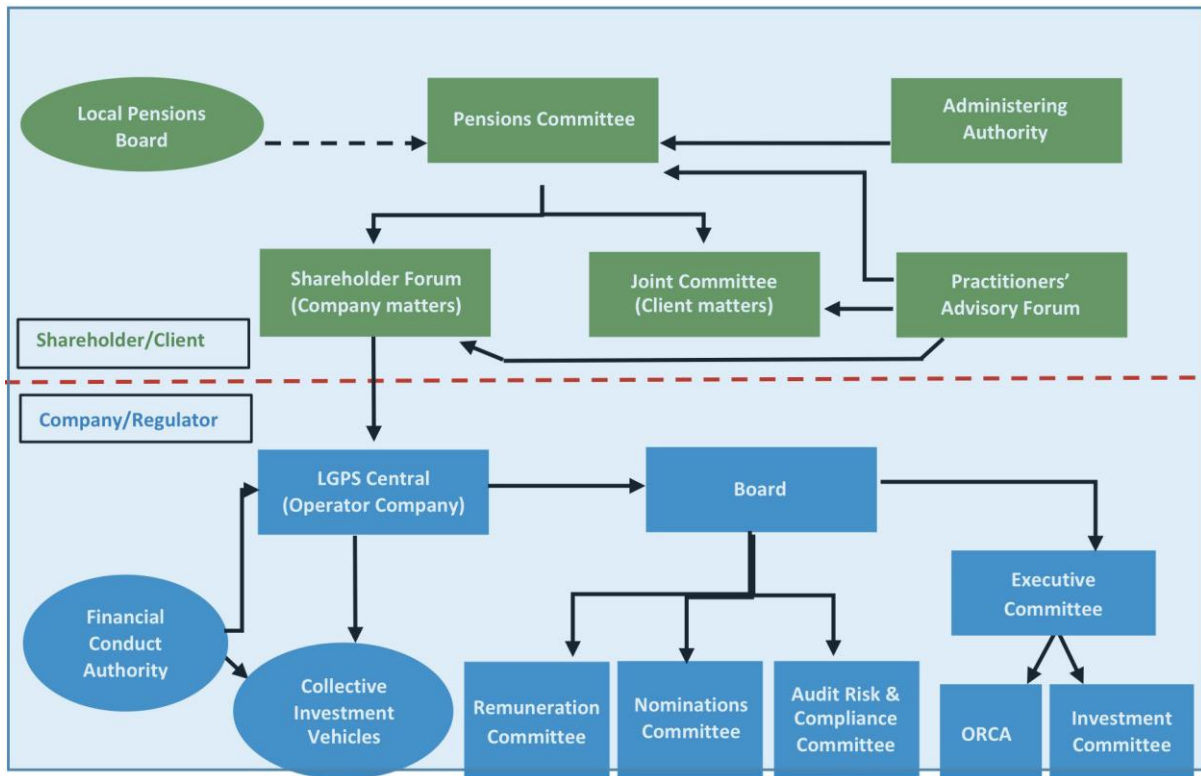 Local Pensions
Board
Pensions Committee
Administering
Authority
Shareholder Forum
(Company matters)
Joint Committee
(Client matters)
Practitioners’
Advisory Forum
Shareholder/Client
Company/Regulator
LGPS Central
(Operator Company)
Board
Financial
Conduct
Authority
Executive
Committee
Collective
Investment
Vehicles
Remuneration
Committee
Nominations
Committee
Audit Risk &
Compliance
Committee
ORCA
Investment
Committee